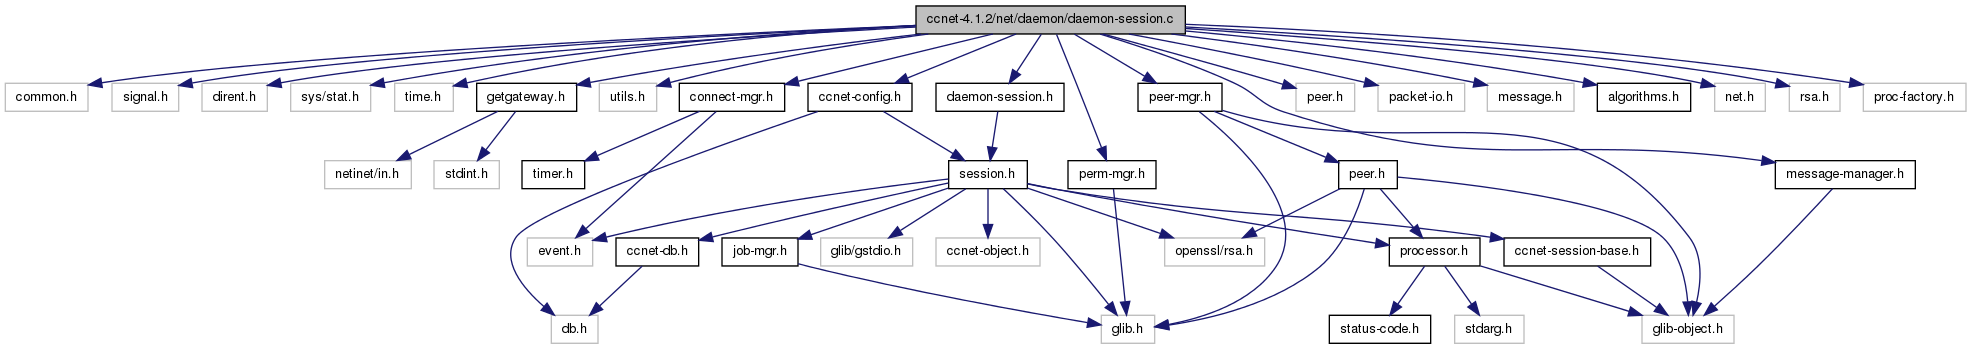 ccnet-4.1.2/net/daemon/daemon-session.c
common.h
signal.h
dirent.h
sys/stat.h
time.h
getgateway.h
utils.h
connect-mgr.h
ccnet-config.h
daemon-session.h
peer-mgr.h
peer.h
packet-io.h
message.h
algorithms.h
net.h
rsa.h
proc-factory.h
netinet/in.h
stdint.h
timer.h
session.h
perm-mgr.h
peer.h
message-manager.h
event.h
ccnet-db.h
job-mgr.h
glib/gstdio.h
ccnet-object.h
openssl/rsa.h
processor.h
ccnet-session-base.h
db.h
glib.h
status-code.h
stdarg.h
glib-object.h